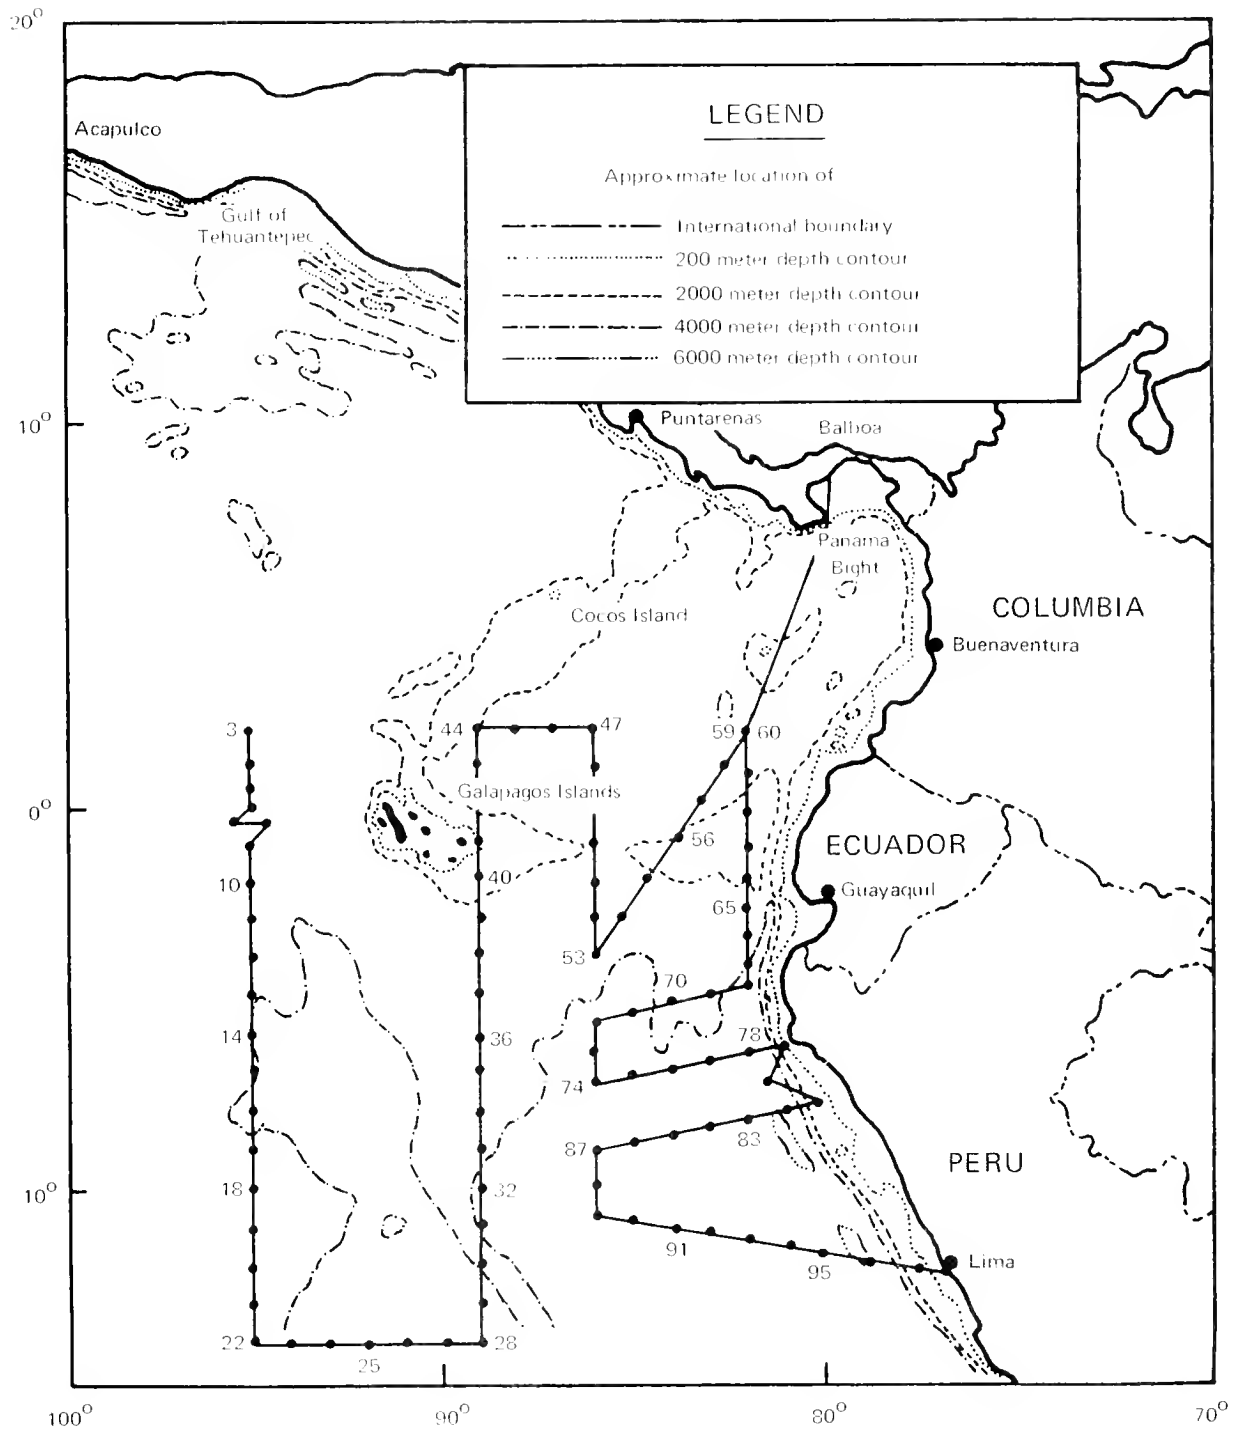 20°
LEGEND
Acapulco
Approximate location of
Gulf of
Tehuantepec
International boundary
200 meter depth contour
2000 meter depth contour
4000 meter depth contour
6000 meter depth contour
10°
Puntarenas
Balboa
Panama
Bight
Cocos Island
COLUMBIA
Buenaventura
3
44
47
59
60
Galapagos Islands
0°
56
ECUADOR
10
40
Guayaquil
65
53
70
14
36
78
74
83
87
PERU
10°
18
32
91
95
Lima
22
28
25
100°
90°
80°
70°